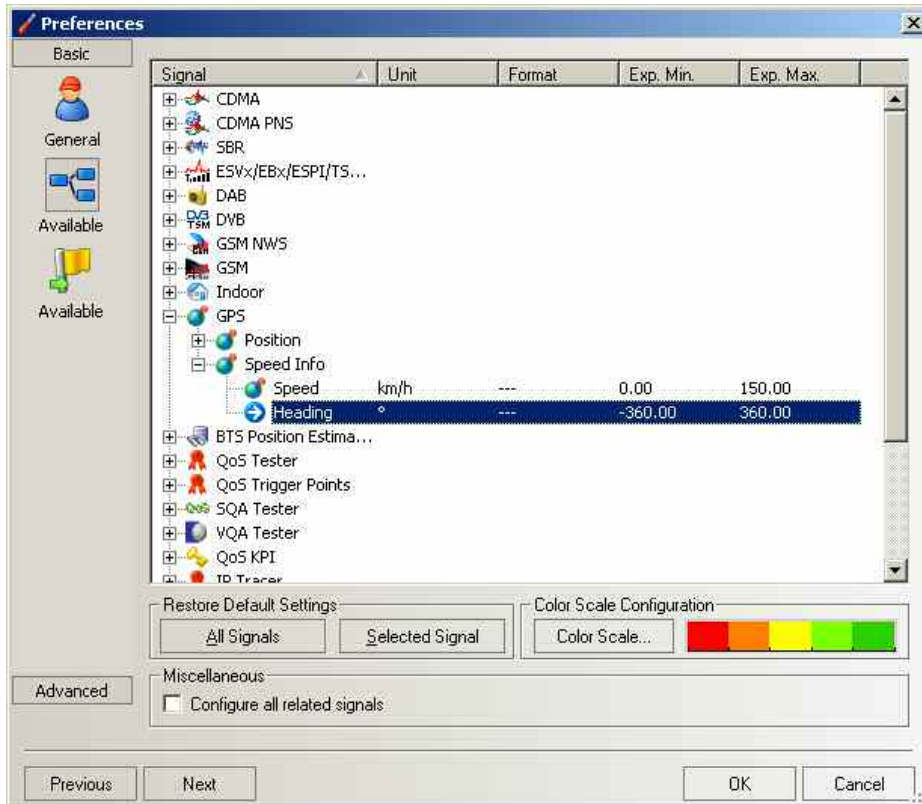 Preferences
Basic
General
Available
Available
Advanced
Signal Unit Format Exp. Min. Exp. Max.
CDMA
CDMA PNS
SBR
ESVx/EBx/ESPI/TS...
DAB
DVB
GSM NWS
GSM
Indoor
GPS
Position
Speed Info
Speed km/h --- 0.00 150.00
Heading ° --- -360.00 360.00
BTS Position Estima...
QoS Tester
QoS Trigger Points
SQA Tester
VQA Tester
QoS KPI
IP Tracer
Restore Default Settings
All Signals Selected Signal
Color Scale Configuration
Color Scale...
Miscellaneous
Configure all related signals
Previous Next OK Cancel